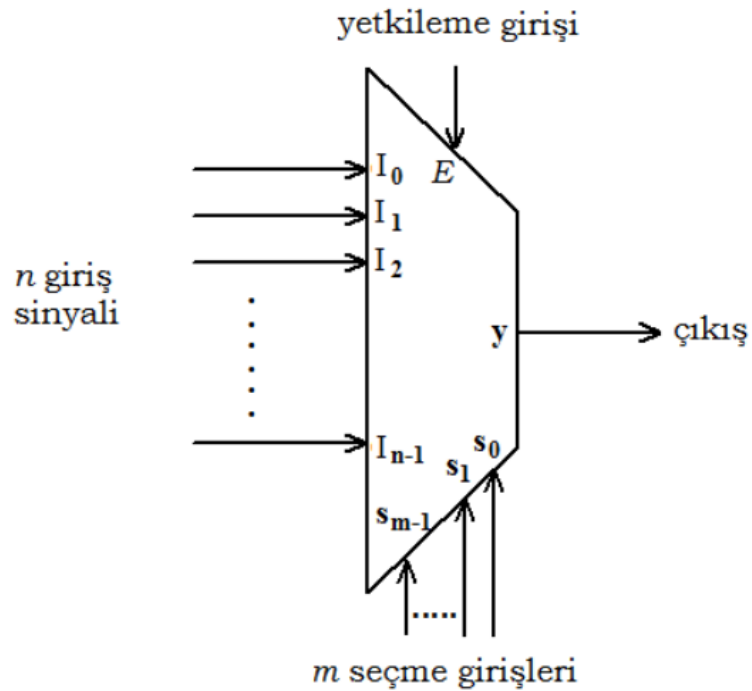 yetkileme girişi
E
I0
I1
I2
n giriş
sinyali
y
çıkış
In-1
s0
s1
sm-1
m seçme girişleri